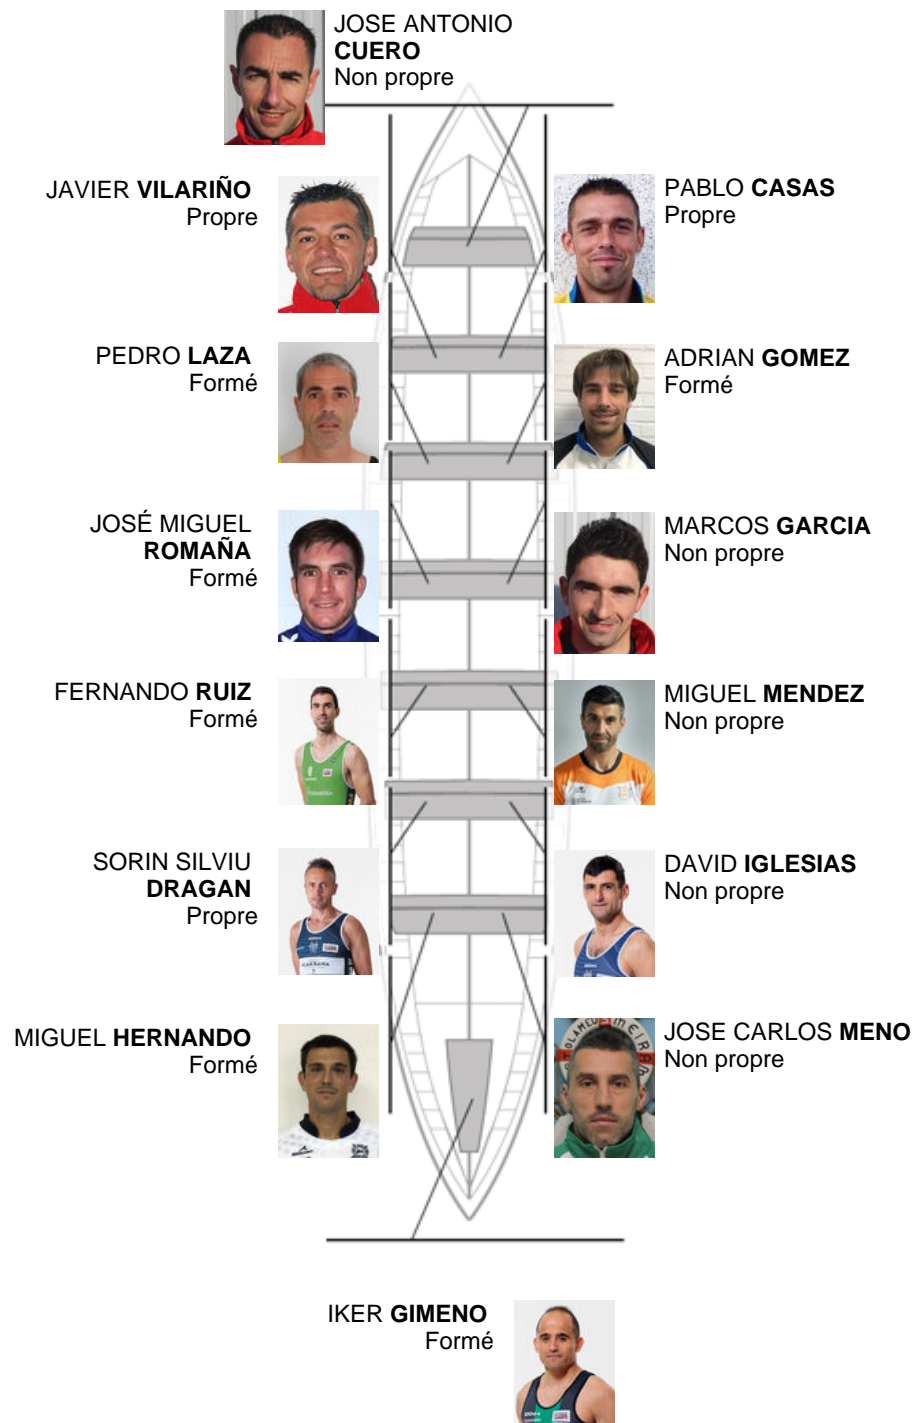 JOSE ANTONIO
CUERO
Non propre
JAVIER VILARIÑO
Propre
PABLO CASAS
Propre
PEDRO LAZA
Formé
ADRIAN GOMEZ
Formé
JOSÉ MIGUEL
ROMAÑA
Formé
MARCOS GARCIA
Non propre
FERNANDO RUIZ
Formé
MIGUEL MENDEZ
Non propre
SORIN SILVIU
DRAGAN
Propre
DAVID IGLESIAS
Non propre
MIGUEL HERNANDO
Formé
JOSE CARLOS MENO
Non propre
IKER GIMENO
Formé